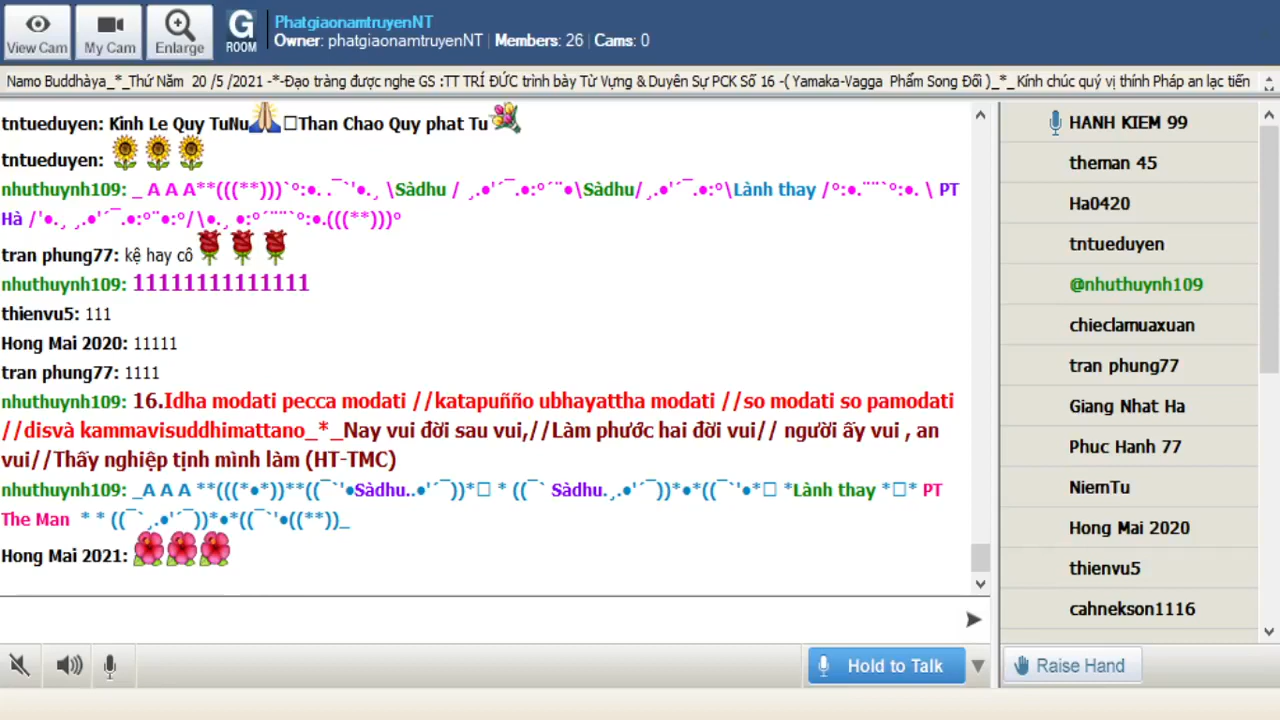 View Cam
My Cam
Enlarge
G
ROOM
PhatgiaonamtruyenNT
Owner: phatgiaonamtruyenNT | Members: 26 | Cams: 0
Namo Buddhàya_*_Thứ Năm 20 /5 /2021 -*-Đạo tràng được nghe GS :TT TRÍ ĐỨC trình bày Từ Vựng & Duyên Sự PCK Số 16 -( Yamaka-Vagga Phẩm Song Đối )_*_ Kính chúc quý vị thính Pháp an lạc tiến
tntueduyen: Kinh Le Quy TuNu🙏Than Chao Quy phat Tu💐
tntueduyen: 🌻🌻🌻
nhuthuynh109: _ A A A**(((**)))`º:•. .¯`'•.¸ \Sàdhu / ¸.•'´¯.•:º´¨•\Sàdhu/¸.•'´¯.•:º\Lành thay /º:•.¨¨`º:•. \ PT
Hà /'•.¸ ¸.•'´¯.•:º¨•:º/\•.¸ •:º´¨¨`º:•.(((**)))º
tran phung77: kệ hay cô🌹🌹🌹
nhuthuynh109: 11111111111111
thienvu5: 111
Hong Mai 2020: 11111
tran phung77: 1111
nhuthuynh109: 16.Idha modati pecca modati //katapuñño ubhayattha modati //so modati so pamodati
//disvà kammavisuddhimattano_*_Nay vui đời sau vui,//Làm phước hai đời vui// người ấy vui , an
vui//Thấy nghiệp tịnh mình làm (HT-TMC)
nhuthuynh109: _A A A **(((*•*))**((¯`'•Sàdhu..•'´¯))*▯ * ((¯` Sàdhu.¸.•'´¯))*•*((¯`'•*▯ *Lành thay *▯* PT
The Man * * ((¯`¸.•'´¯))*•*((¯`'•((**))_
Hong Mai 2021: 🌺🌺🌺
Hold to Talk
HANH KIEM 99
theman 45
Ha0420
tntueduyen
@nhuthuynh109
chieclamuaxuan
tran phung77
Giang Nhat Ha
Phuc Hanh 77
NiemTu
Hong Mai 2020
thienvu5
cahnekson1116
Raise Hand